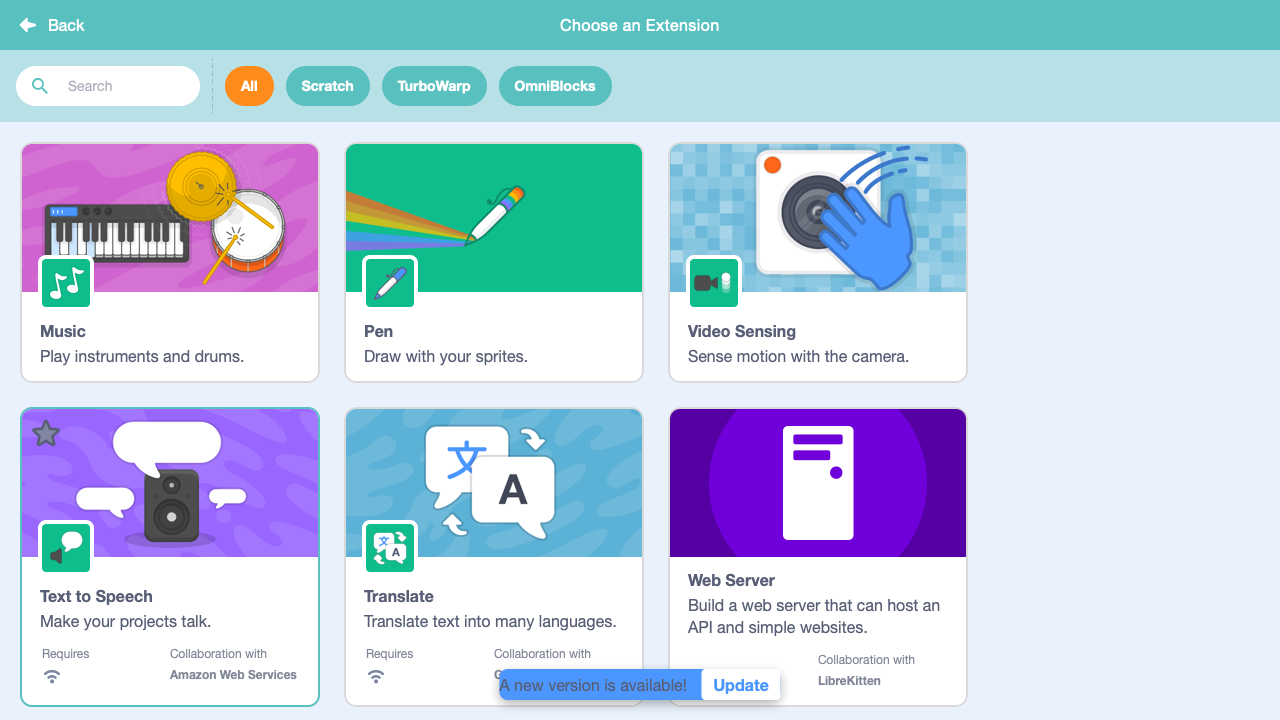 Back
Choose an Extension
Search
All
Scratch
TurboWarp
OmniBlocks
Music
Play instruments and drums.
Pen
Draw with your sprites.
Video Sensing
Sense motion with the camera.
文
A
文
A
Text to Speech
Make your projects talk.
Requires
Collaboration with
Amazon Web Services
Translate
Translate text into many languages.
Requires
Collaboration with
Web Server
Build a web server that can host an
API and simple websites.
Collaboration with
LibreKitten
A new version is available!
Update